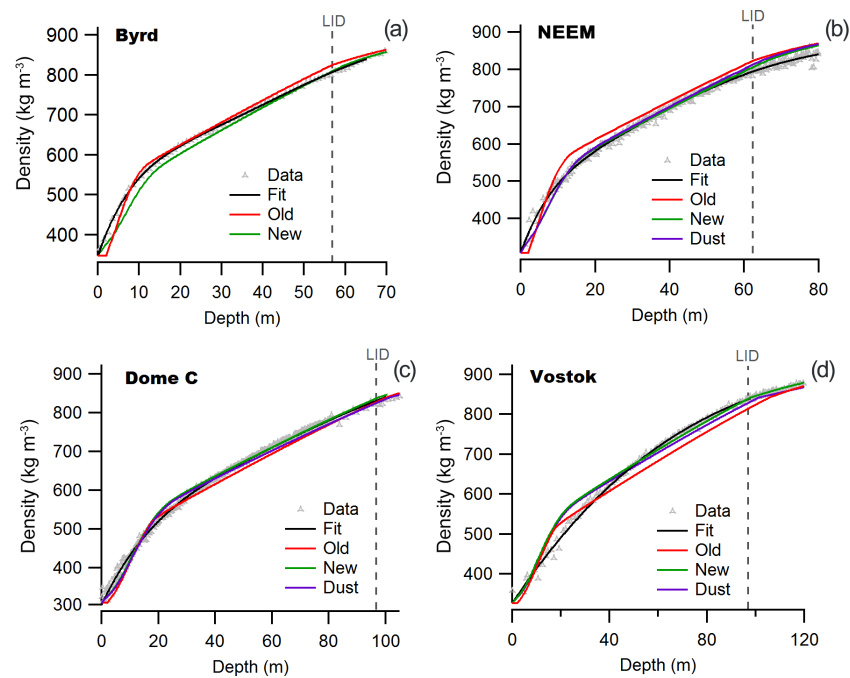 LID
(a)
Byrd
900
800
700
600
500
400
Density (kg m-3)
Data
Fit
Old
New
0
10
20
30
40
50
60
70
Depth (m)
LID
(b)
NEEM
900
800
700
600
500
400
Density (kg m-3)
Data
Fit
Old
New
Dust
0
20
40
60
80
Depth (m)
LID
(c)
Dome C
900
800
700
600
500
400
300
Density (kg m-3)
Data
Fit
Old
New
Dust
0
20
40
60
80
100
Depth (m)
LID
(d)
Vostok
900
800
700
600
500
400
Density (kg m-3)
Data
Fit
Old
New
Dust
0
40
80
120
Depth (m)